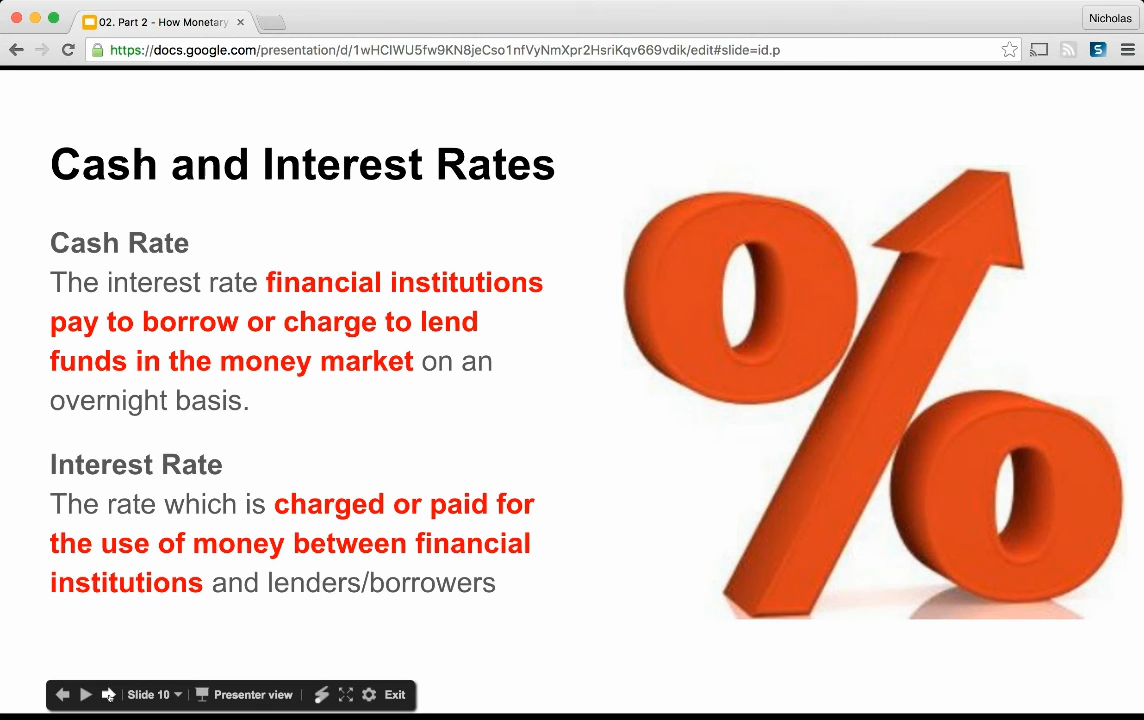 02. Part 2 - How Monetary
Nicholas
https://docs.google.com/presentation/d/1wHCIWU5fw9KN8jeCso1nfVyNmXpr2HsriKqv669vdik/edit#slide=id.p
Cash and Interest Rates
Cash Rate
The interest rate financial institutions
pay to borrow or charge to lend
funds in the money market on an
overnight basis.
Interest Rate
The rate which is charged or paid for
the use of money between financial
institutions and lenders/borrowers
%
Slide 10
Presenter view
Exit